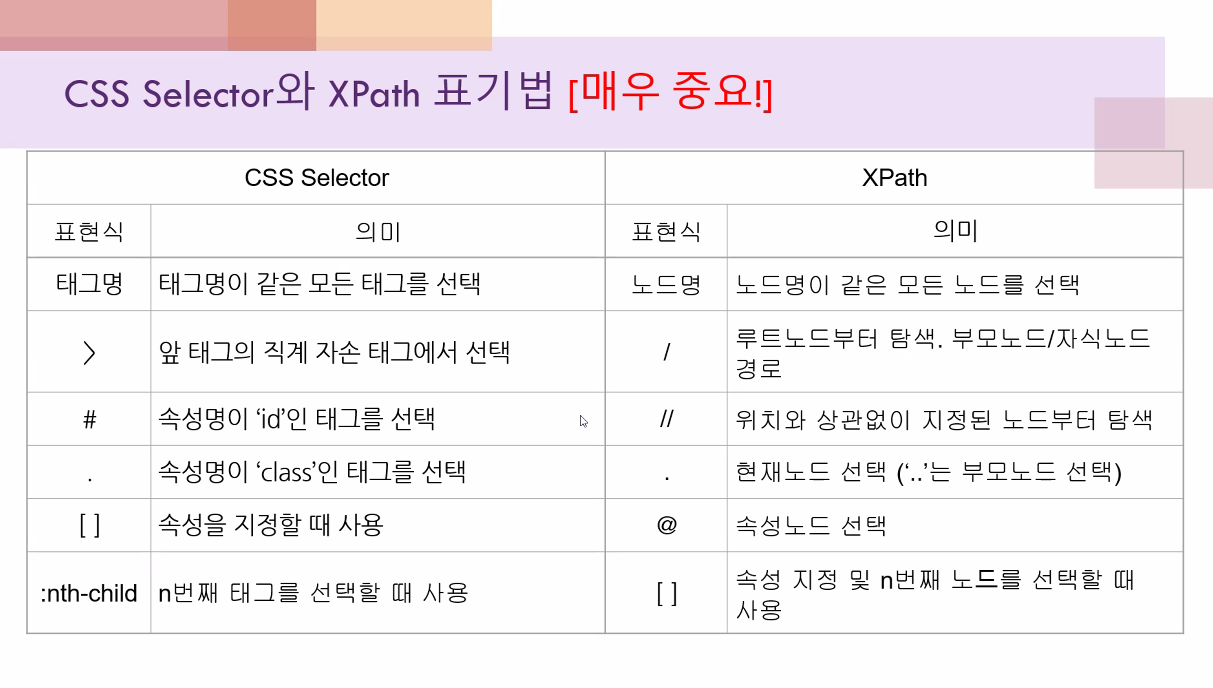 CSS Selector와 XPath 표기법 [매우 중요!]
CSS Selector
XPath
표현식
의미
표현식
의미
태그명
태그명이 같은 모든 태그를 선택
노드명
노드명이 같은 모든 노드를 선택
>
앞 태그의 직계 자손 태그에서 선택
/
루트노드부터 탐색. 부모노드/자식노드
경로
#
속성명이 ‘id’인 태그를 선택
//
위치와 상관없이 지정된 노드부터 탐색
.
속성명이 ‘class’인 태그를 선택
.
현재노드 선택 (‘..’는 부모노드 선택)
[ ]
속성을 지정할 때 사용
@
속성노드 선택
:nth-child
n번째 태그를 선택할 때 사용
[ ]
속성 지정 및 n번째 노드를 선택할 때
사용